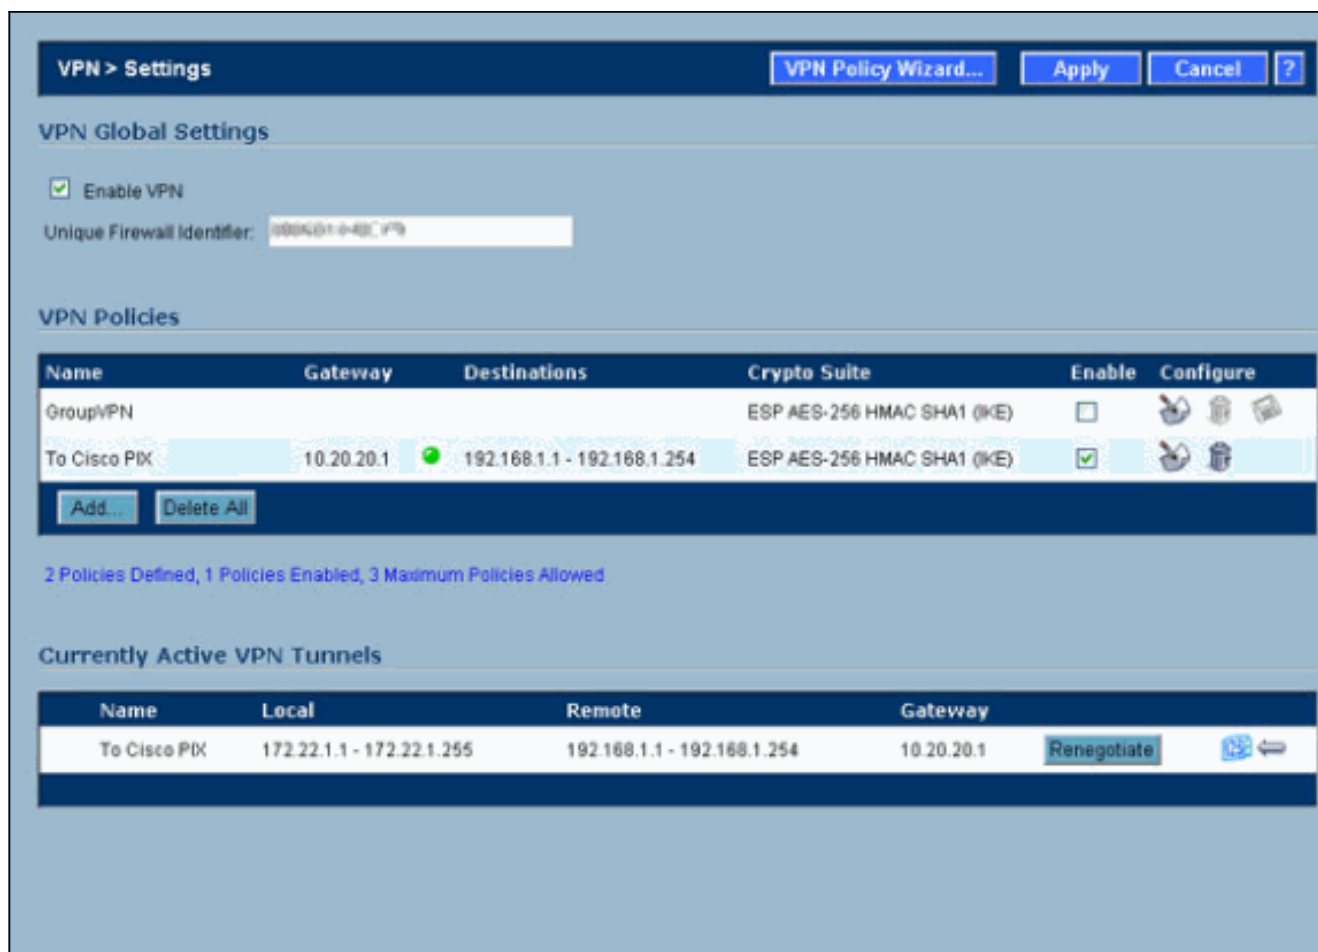 VPN > Settings VPN Policy Wizard... Apply Cancel ?
VPN Global Settings
Enable VPN
Unique Firewall Identifier:
VPN Policies
Name Gateway Destinations Crypto Suite Enable Configure
GroupVPN ESP AES-256 HMAC SHA1 (IKE)
To Cisco PIX 10.20.20.1 192.168.1.1 - 192.168.1.254 ESP AES-256 HMAC SHA1 (IKE)
Add... Delete All
2 Policies Defined, 1 Policies Enabled, 3 Maximum Policies Allowed
Currently Active VPN Tunnels
Name Local Remote Gateway
To Cisco PIX 172.22.1.1 - 172.22.1.255 192.168.1.1 - 192.168.1.254 10.20.20.1 Renegotiate